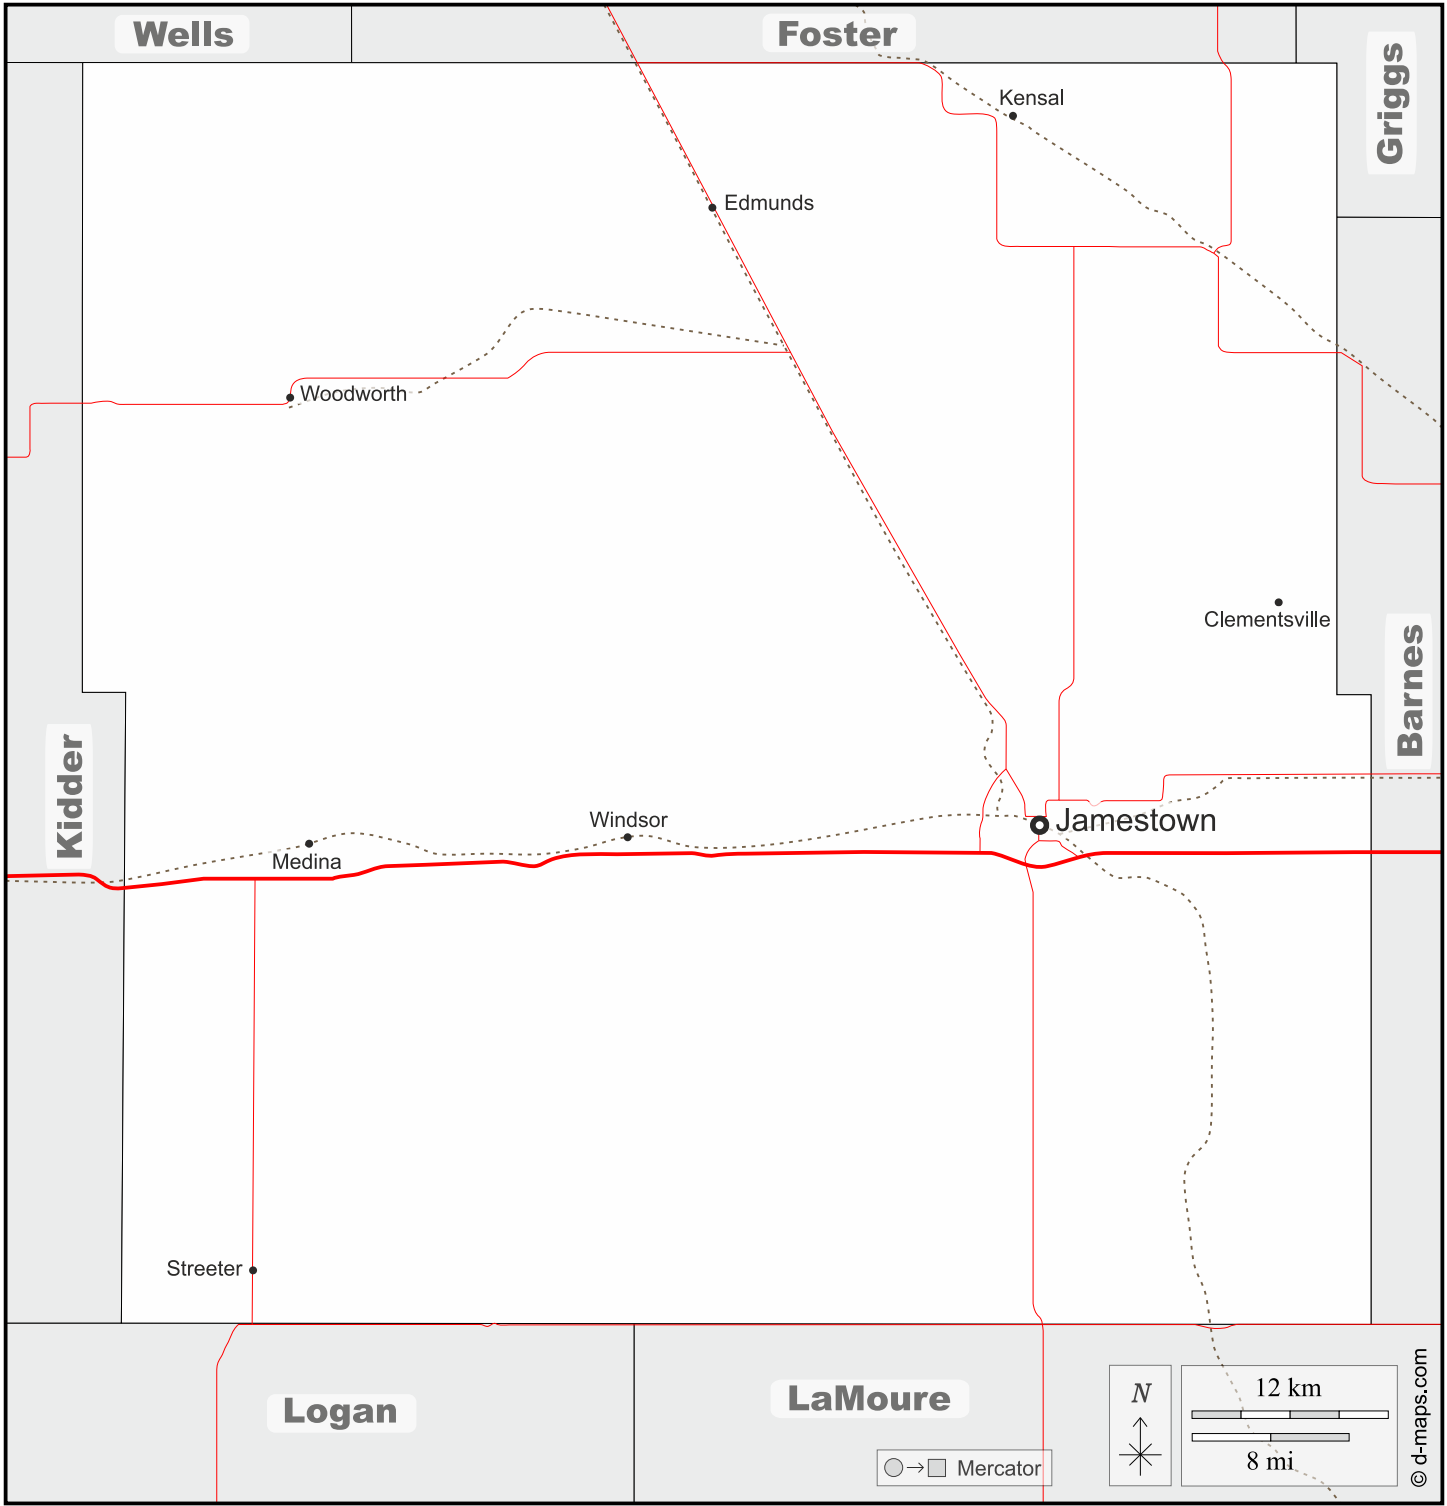 Wells
Foster
Griggs
Kensal
Edmunds
Woodworth
Clementsville
Barnes
Kidder
Windsor
Jamestown
Medina
Streeter
Logan
LaMoure
N
12 km
8 mi
Mercator
© d-maps.com